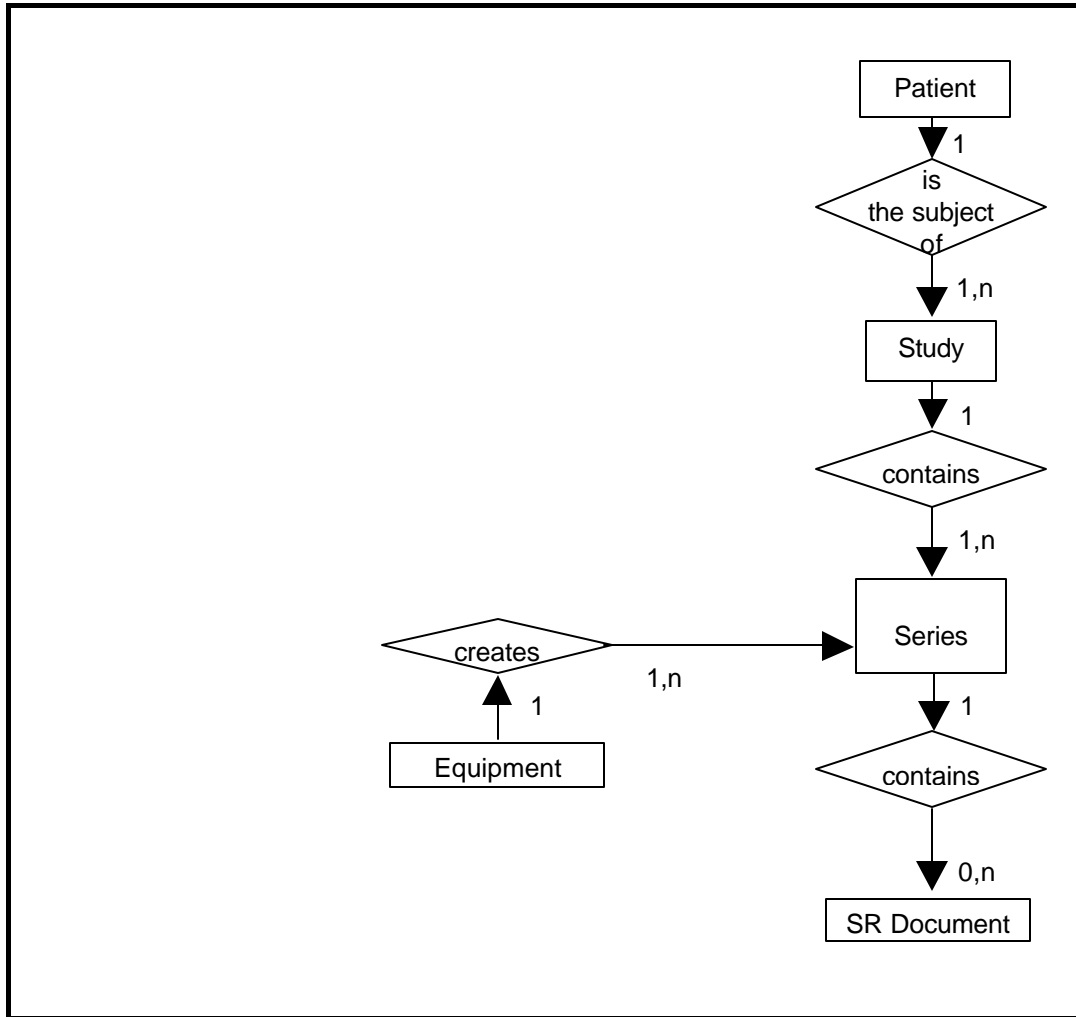 Patient
1
is
the subject
of
1,n
Study
1
contains
1,n
Series
creates
1,n
1
Equipment
1
contains
0,n
SR Document